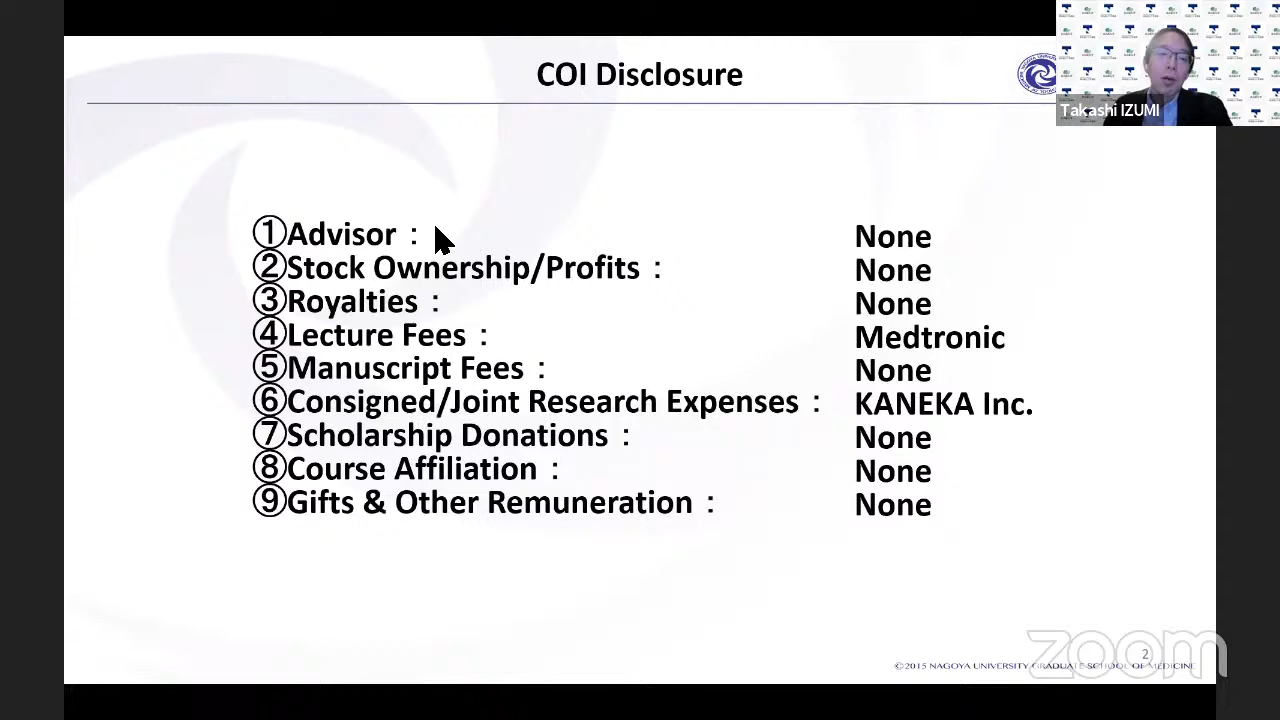 COI Disclosure
Takashi IZUMI
①Advisor： None
②Stock Ownership/Profits： None
③Royalties： None
④Lecture Fees： Medtronic
⑤Manuscript Fees： None
⑥Consigned/Joint Research Expenses： KANEKA Inc.
⑦Scholarship Donations： None
⑧Course Affiliation： None
⑨Gifts & Other Remuneration： None
zoom
2
©2015 NAGOYA UNIVERSITY GRADUATE SCHOOL OF MEDICINE